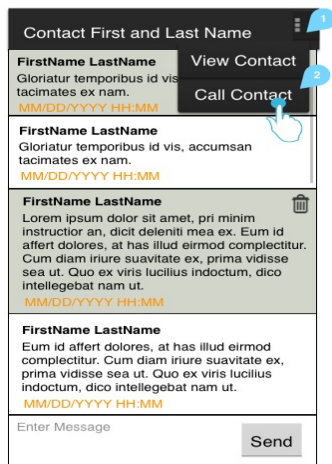 Contact First and Last Name
1
View Contact
2
Call Contact
FirstName LastName
Gloriatur temporibus id vis
tacimates ex nam.
MM/DD/YYYY HH:MM
FirstName LastName
Gloriatur temporibus id vis, accumsan
tacimates ex nam.
MM/DD/YYYY HH:MM
FirstName LastName
Lorem ipsum dolor sit amet, pri minim
instructior an, dicit deleniti mea ex. Eum id
affert dolores, at has illud eirmod complectitur.
Cum diam iriure suavitate ex, prima vidisse
sea ut. Quo ex viris lucilius indoctum, dico
intellegebat nam ut.
MM/DD/YYYY HH:MM
FirstName LastName
Eum id affert dolores, at has illud eirmod
complectitur. Cum diam iriure suavitate ex,
prima vidisse sea ut. Quo ex viris lucilius
indoctum, dico intellegebat nam ut.
MM/DD/YYYY HH:MM
Enter Message
Send